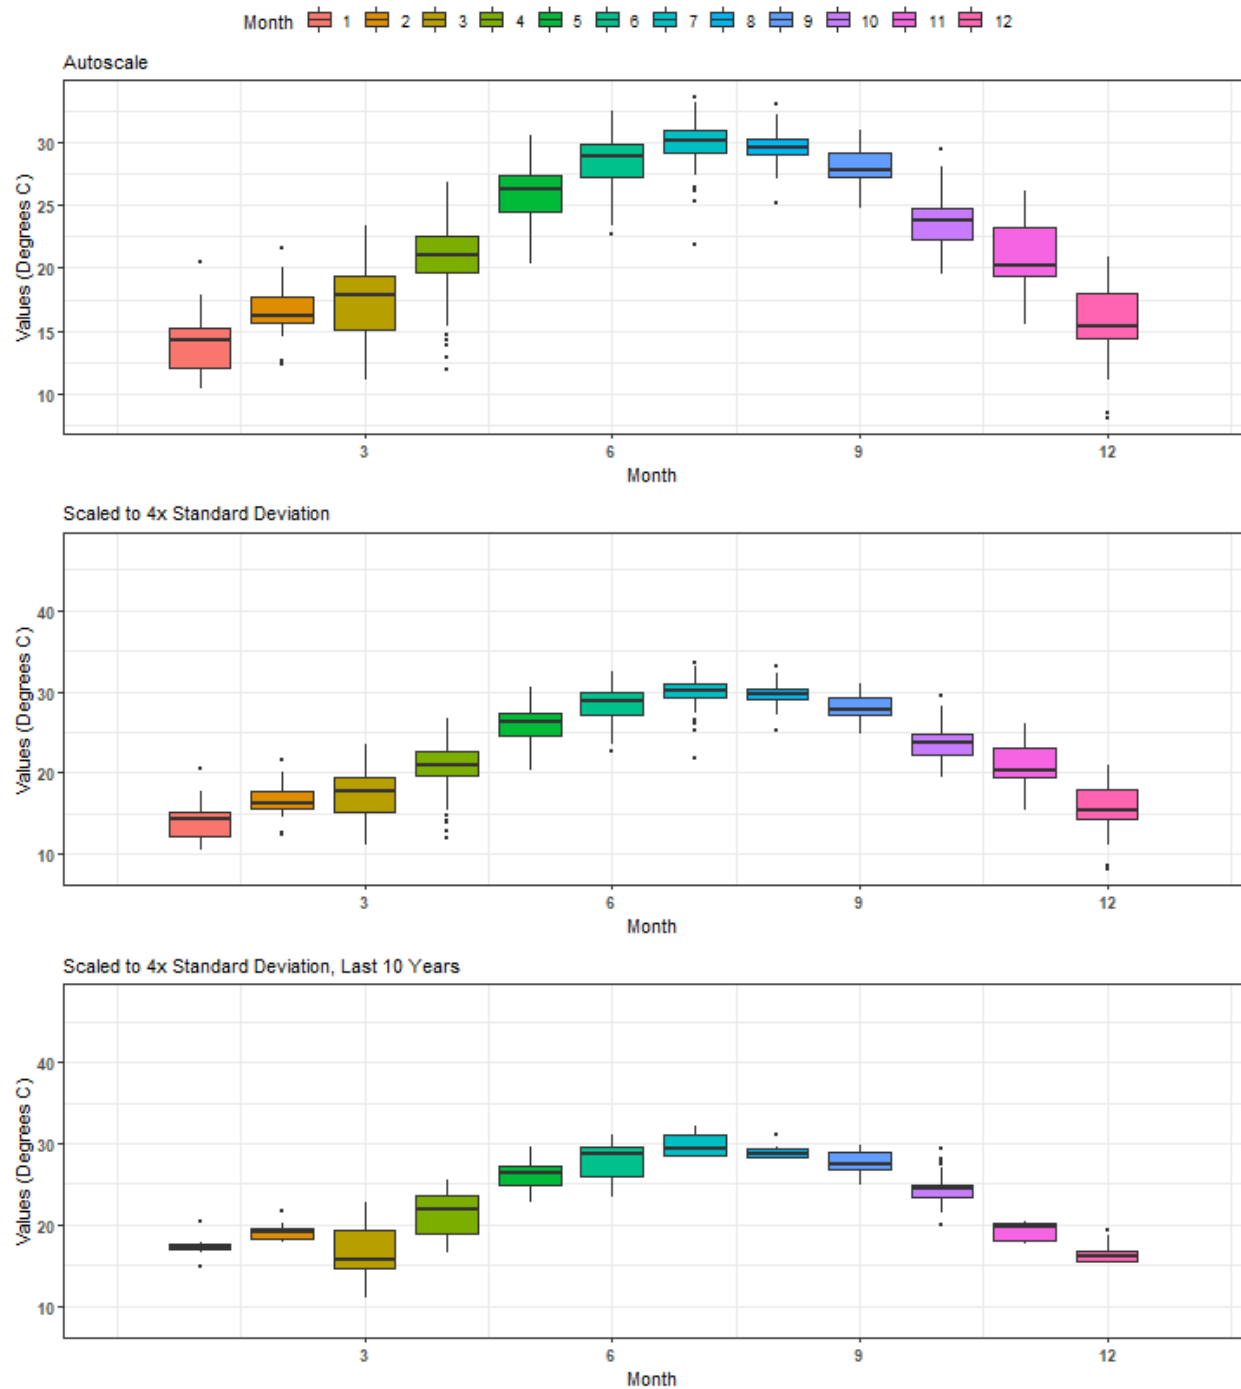 Month 1 2 3 4 5 6 7 8 9 10 11 12
Autoscale
Values (Degrees C)
30
25
20
15
10
3 6 9 12
Month
Scaled to 4x Standard Deviation
Values (Degrees C)
40
30
20
10
3 6 9 12
Month
Scaled to 4x Standard Deviation, Last 10 Years
Values (Degrees C)
40
30
20
10
3 6 9 12
Month